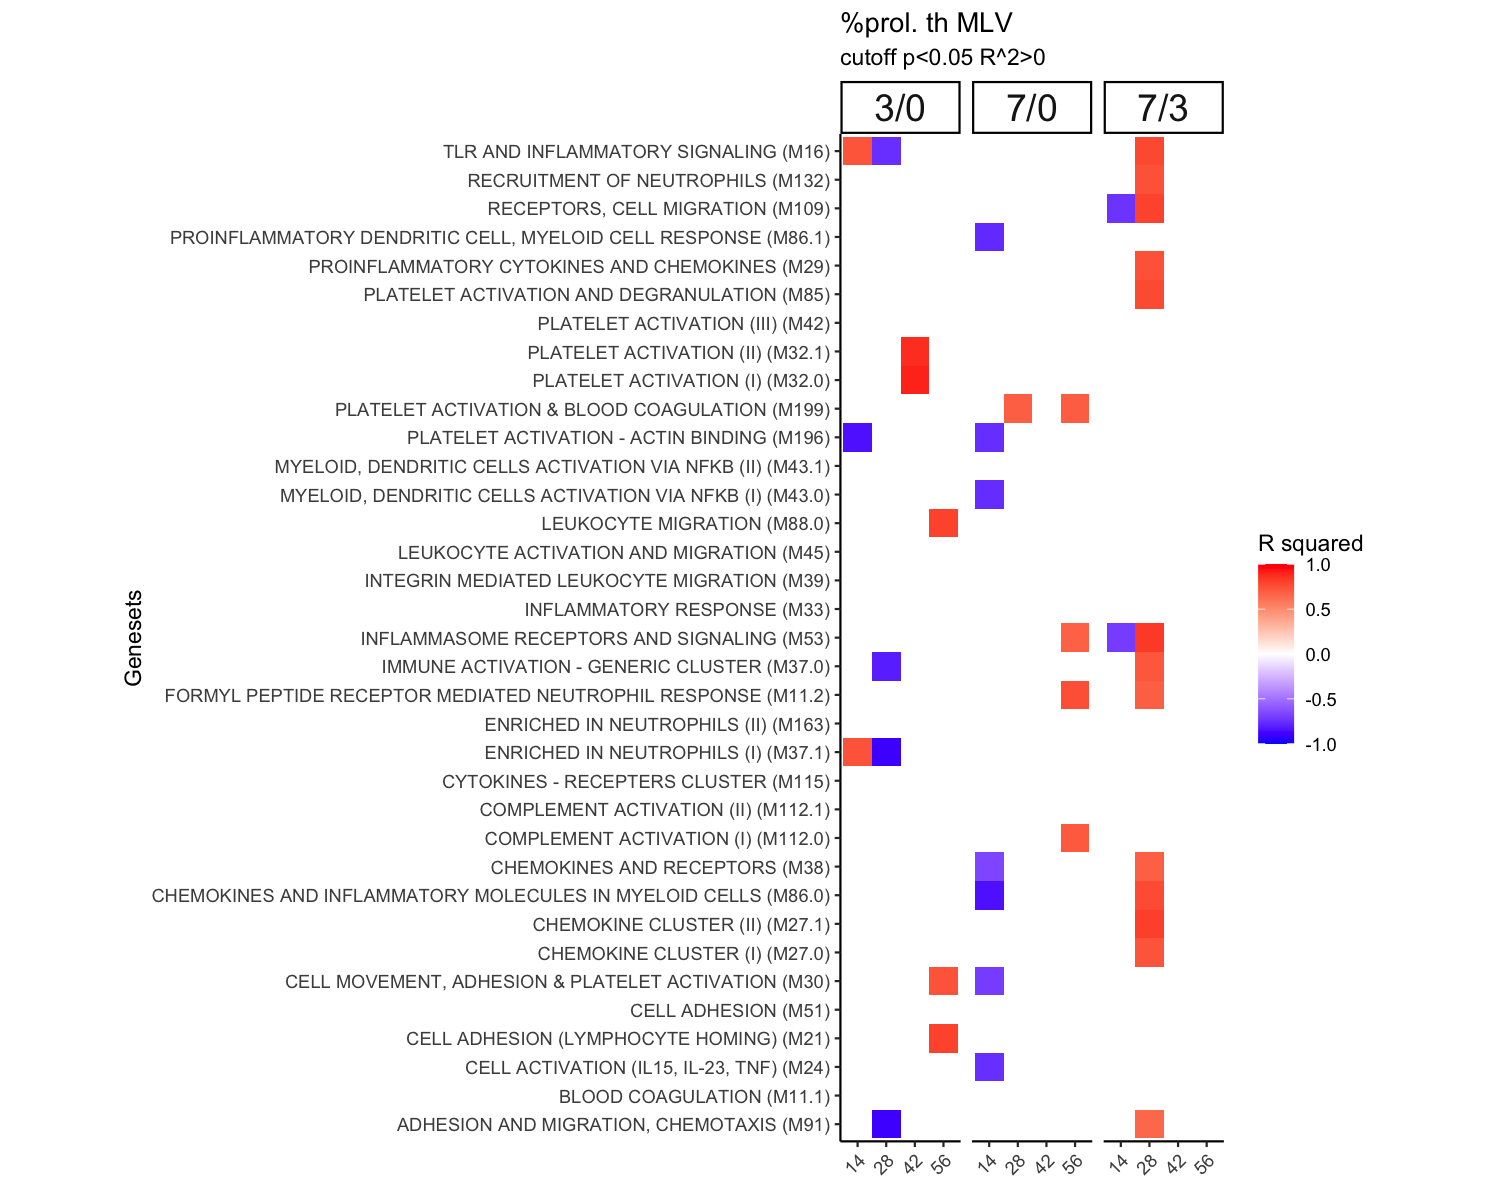 %prol. th MLV
cutoff p<0.05 R^2>0
3/0 7/0 7/3
TLR AND INFLAMMATORY SIGNALING (M16)
RECRUITMENT OF NEUTROPHILS (M132)
RECEPTORS, CELL MIGRATION (M109)
PROINFLAMMATORY DENDRITIC CELL, MYELOID CELL RESPONSE (M86.1)
PROINFLAMMATORY CYTOKINES AND CHEMOKINES (M29)
PLATELET ACTIVATION AND DEGRANULATION (M85)
PLATELET ACTIVATION (III) (M42)
PLATELET ACTIVATION (II) (M32.1)
PLATELET ACTIVATION (I) (M32.0)
PLATELET ACTIVATION & BLOOD COAGULATION (M199)
PLATELET ACTIVATION - ACTIN BINDING (M196)
MYELOID, DENDRITIC CELLS ACTIVATION VIA NFKB (II) (M43.1)
MYELOID, DENDRITIC CELLS ACTIVATION VIA NFKB (I) (M43.0)
LEUKOCYTE MIGRATION (M88.0)
LEUKOCYTE ACTIVATION AND MIGRATION (M45)
INTEGRIN MEDIATED LEUKOCYTE MIGRATION (M39)
INFLAMMATORY RESPONSE (M33)
INFLAMMASOME RECEPTORS AND SIGNALING (M53)
IMMUNE ACTIVATION - GENERIC CLUSTER (M37.0)
FORMYL PEPTIDE RECEPTOR MEDIATED NEUTROPHIL RESPONSE (M11.2)
ENRICHED IN NEUTROPHILS (II) (M163)
ENRICHED IN NEUTROPHILS (I) (M37.1)
CYTOKINES - RECEPTERS CLUSTER (M115)
COMPLEMENT ACTIVATION (II) (M112.1)
COMPLEMENT ACTIVATION (I) (M112.0)
CHEMOKINES AND RECEPTORS (M38)
CHEMOKINES AND INFLAMMATORY MOLECULES IN MYELOID CELLS (M86.0)
CHEMOKINE CLUSTER (II) (M27.1)
CHEMOKINE CLUSTER (I) (M27.0)
CELL MOVEMENT, ADHESION & PLATELET ACTIVATION (M30)
CELL ADHESION (M51)
CELL ADHESION (LYMPHOCYTE HOMING) (M21)
CELL ACTIVATION (IL15, IL-23, TNF) (M24)
BLOOD COAGULATION (M11.1)
ADHESION AND MIGRATION, CHEMOTAXIS (M91)
Genesets
14 28 42 56 14 28 42 56 14 28 42 56
R squared
1.0
0.5
0.0
-0.5
-1.0